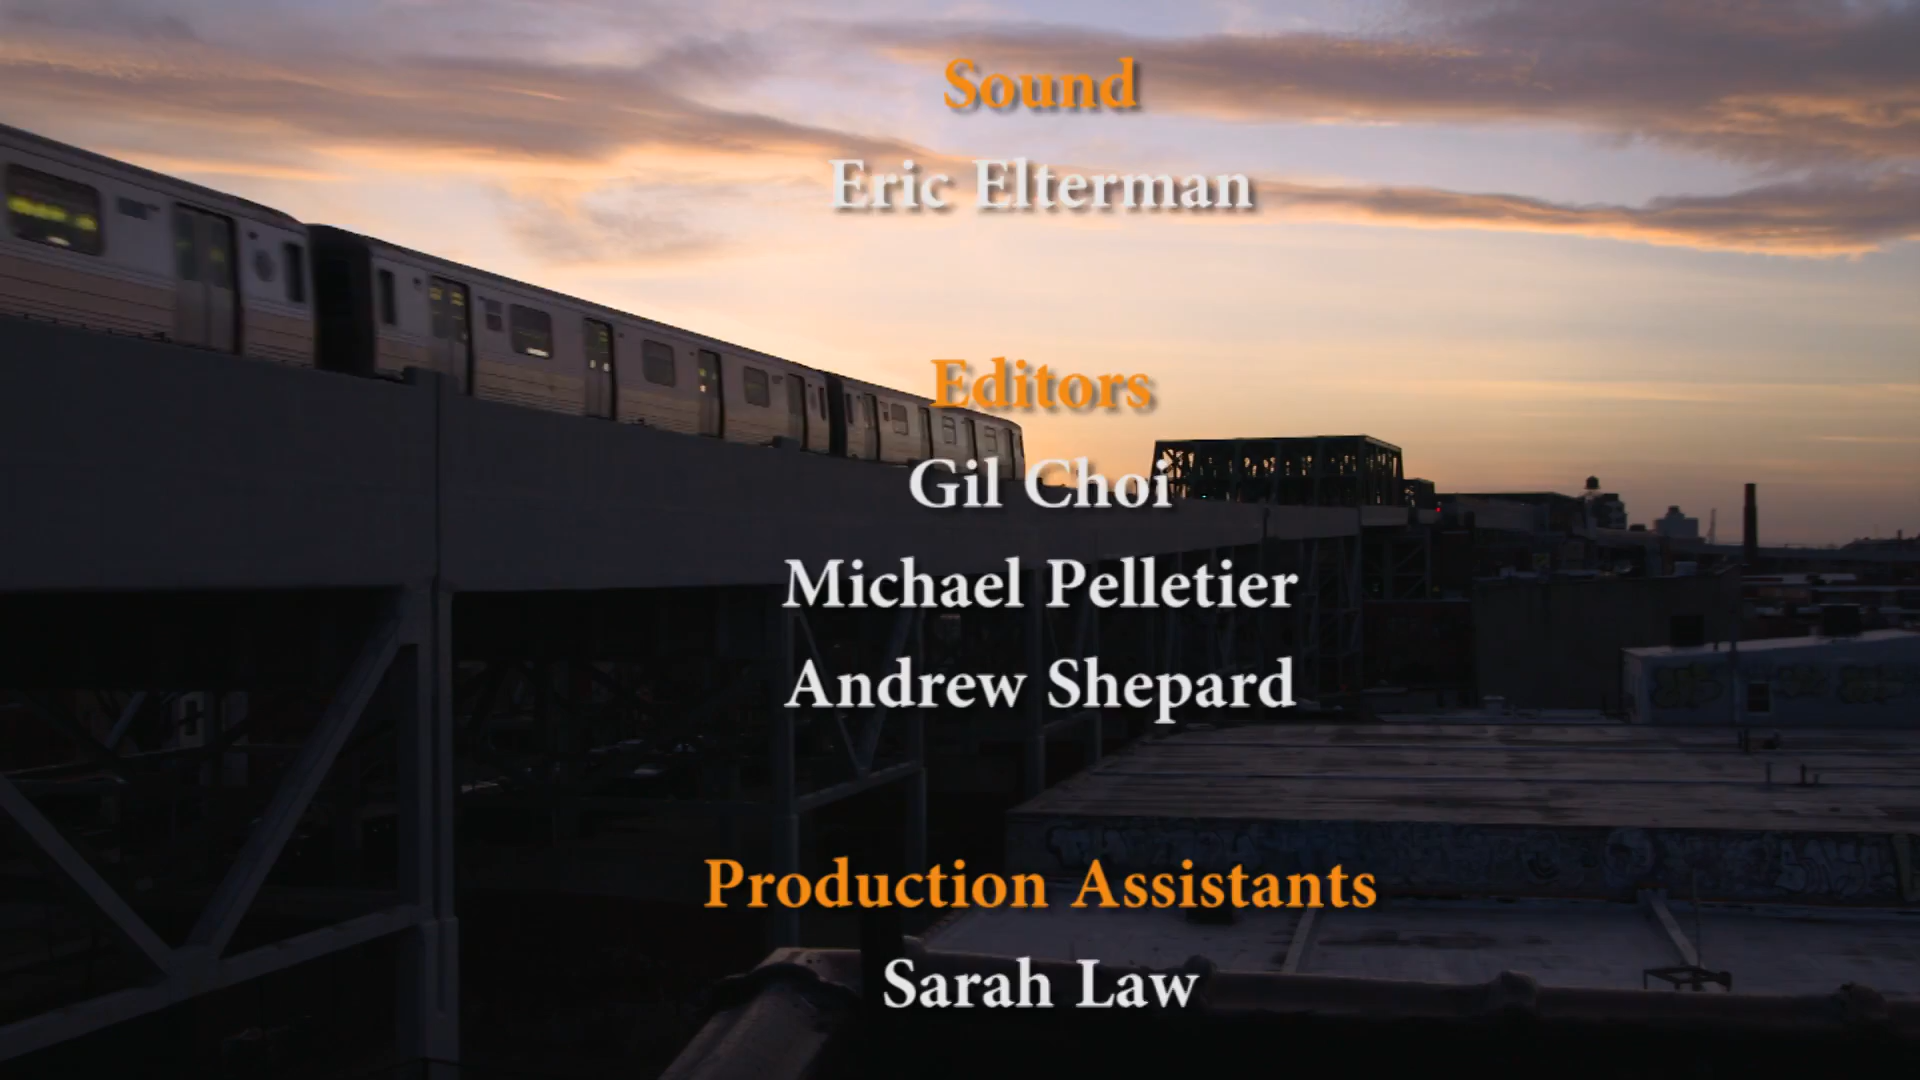 Sound
Eric Elterman
Editors
Gil Choi
Michael Pelletier
Andrew Shepard
Production Assistants
Sarah Law